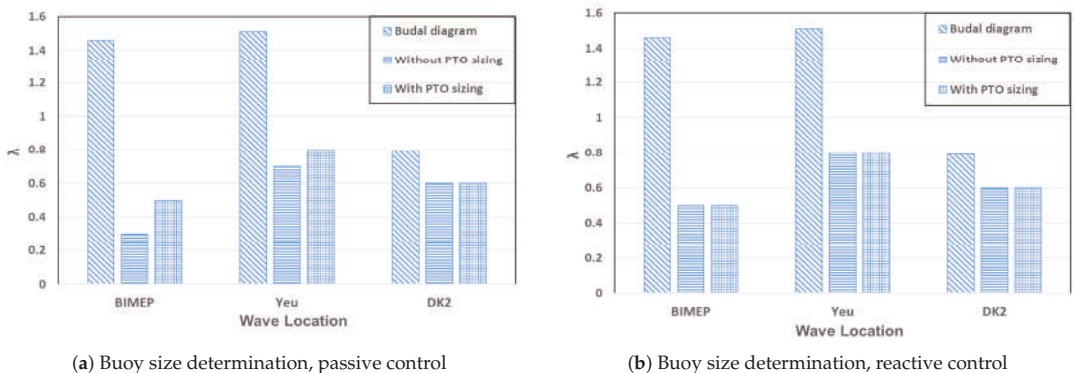 1.6
1.4
1.2
1
0.8
0.6
0.4
0.2
0
λ
Budal diagram
Without PTO sizing
With PTO sizing
BIMEP Yeu DK2
Wave Location
(a) Buoy size determination, passive control
1.6
1.4
1.2
1
0.8
0.6
0.4
0.2
0
λ
Budal diagram
Without PTO sizing
With PTO sizing
BIMEP Yeu DK2
Wave Location
(b) Buoy size determination, reactive control